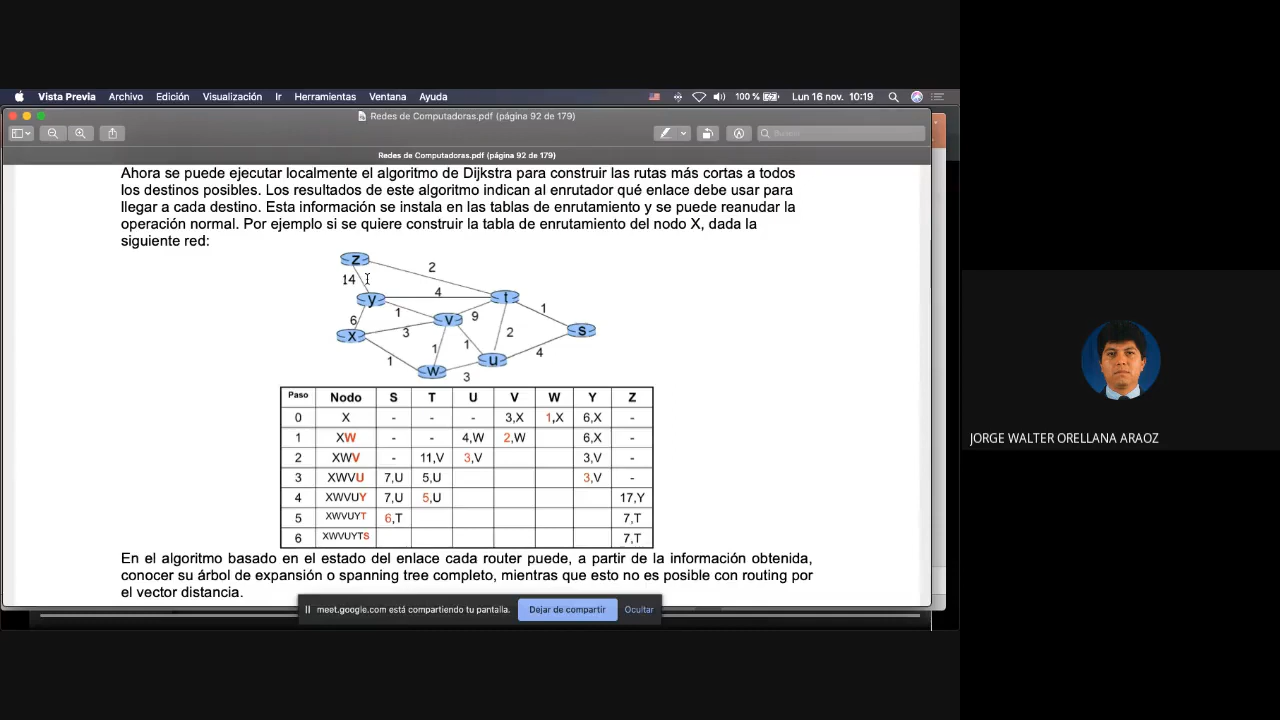 Vista Previa Archivo Edición Visualización Ir Herramientas Ventana Ayuda 100 % Lun 16 nov. 10:19
Redes de Computadoras.pdf (página 92 de 179)
Buscar
Redes de Computadoras.pdf (página 92 de 179)
Ahora se puede ejecutar localmente el algoritmo de Dijkstra para construir las rutas más cortas a todos
los destinos posibles. Los resultados de este algoritmo indican al enrutador qué enlace debe usar para
llegar a cada destino. Esta información se instala en las tablas de enrutamiento y se puede reanudar la
operación normal. Por ejemplo si se quiere construir la tabla de enrutamiento del nodo X, dada la
siguiente red:
z
2
14
4
y
t
1
1
6
v
9
s
x
3
2
1
1
4
1
u
w
3
Paso Nodo S T U V W Y Z
0 X - - - 3,X 1,X 6,X -
1 XW - - 4,W 2,W 6,X -
2 XWV - 11,V 3,V 3,V -
3 XWVU 7,U 5,U 3,V -
4 XWVUY 7,U 5,U 17,Y
5 XWVUYT 6,T 7,T
6 XWVUYTS 7,T
En el algoritmo basado en el estado del enlace cada router puede, a partir de la información obtenida,
conocer su árbol de expansión o spanning tree completo, mientras que esto no es posible con routing por
el vector distancia.
meet.google.com está compartiendo tu pantalla. Dejar de compartir Ocultar
JORGE WALTER ORELLANA ARAOZ